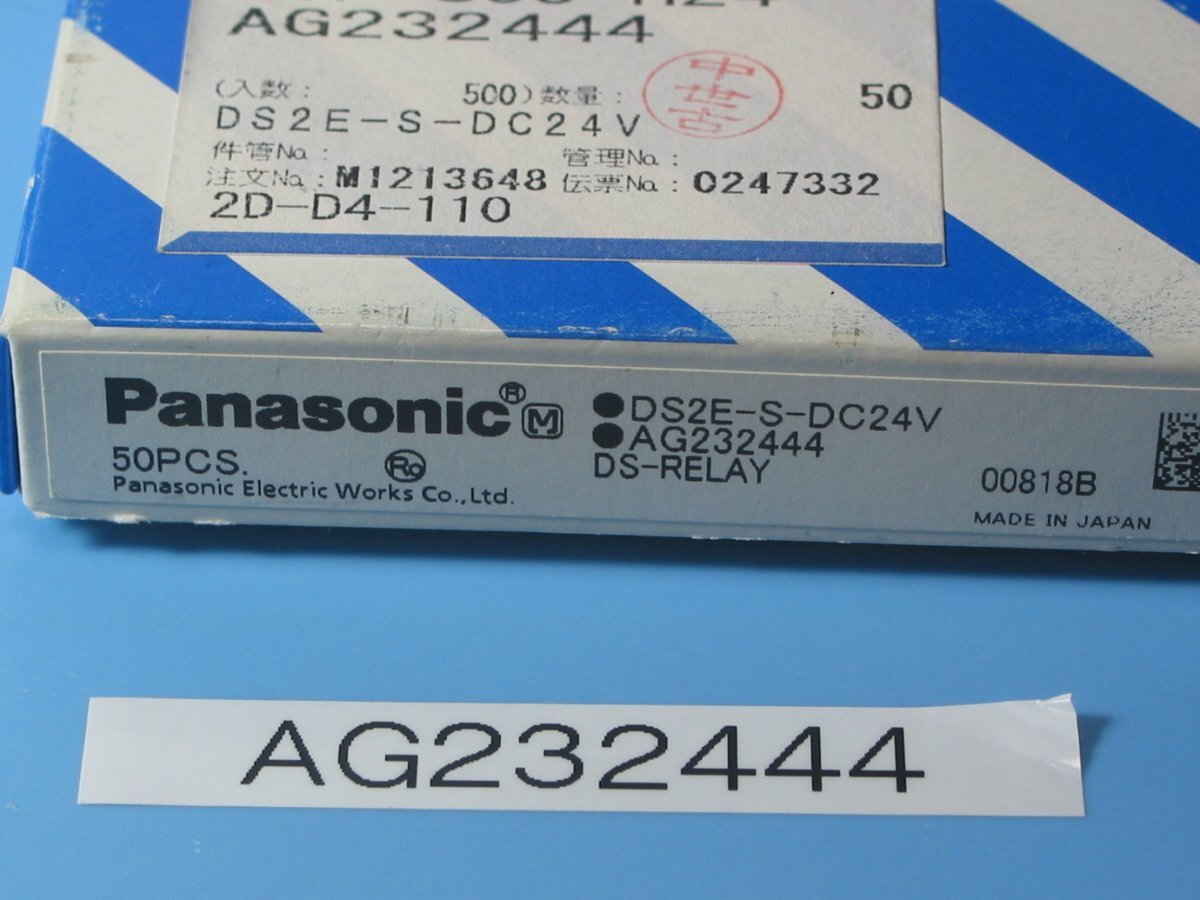 AG232444
(入数: 500) 数量: 50
中
世
古
DS2E-S-DC24V
件管No: 管理No:
注文No: M1213648 伝票No: 0247332
2D-D4-110
Panasonic® M
●DS2E-S-DC24V
●AG232444
50PCS. Ro
DS-RELAY
Panasonic Electric Works Co.,Ltd.
00818B
MADE IN JAPAN
AG232444